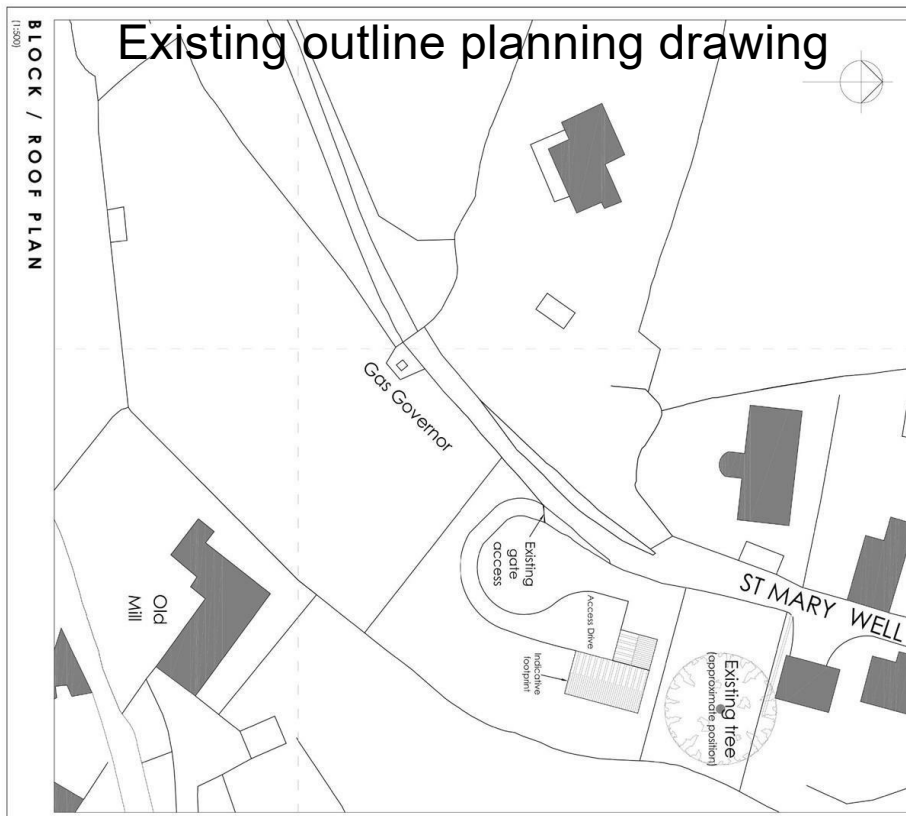 Existing outline planning drawing
BLOCK / ROOF PLAN
(1:500)
Gas Governor
Existing
gate
access
Access Drive
Indicative
footprint
ST MARY WELL
Existing tree
(approximate position)
Old
Mill